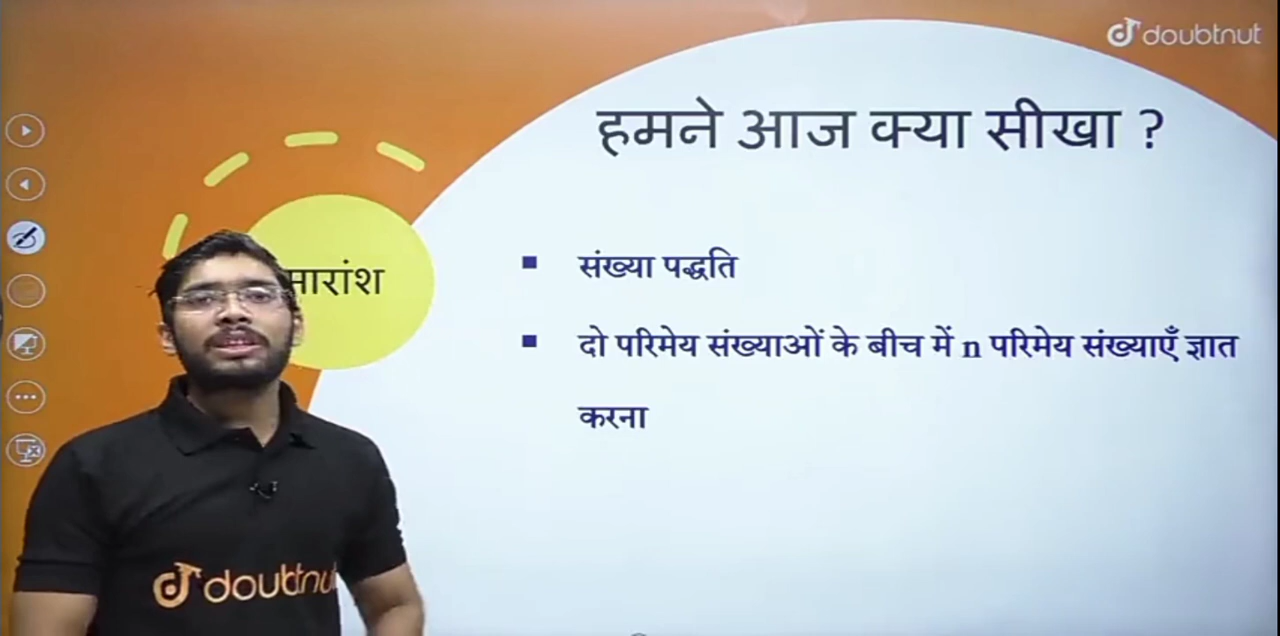 doubtnut
हमने आज क्या सीखा ?
संख्या पद्धति
दो परिमेय संख्याओं के बीच में n परिमेय संख्याएँ ज्ञात
करना
doubtnut